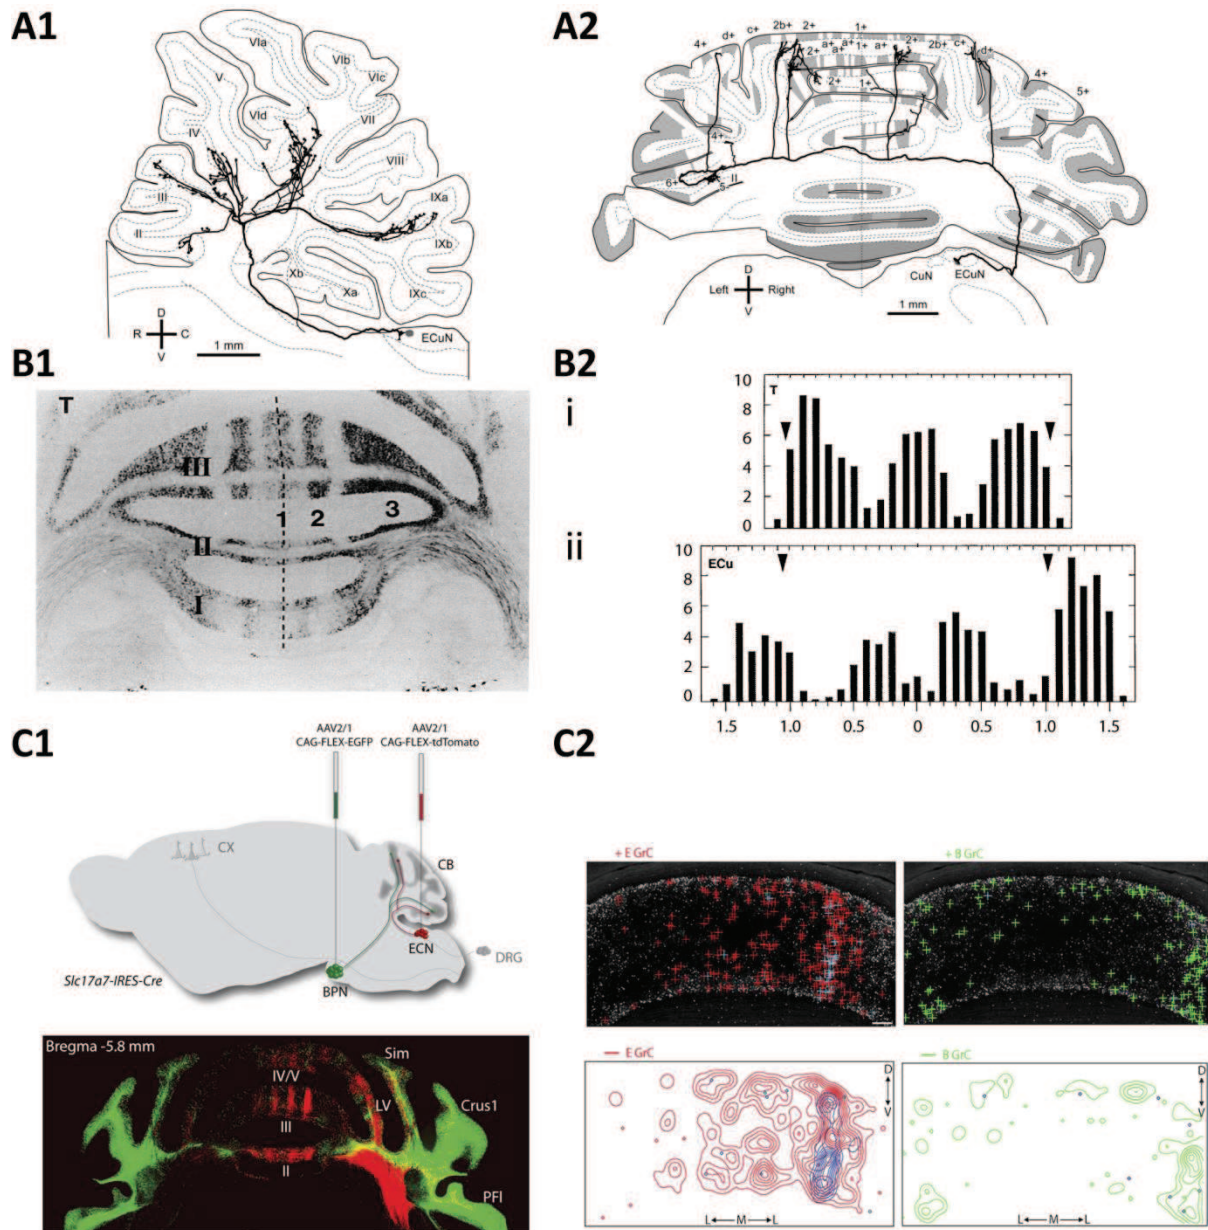 A1
VIa
VIb
VIc
V
VId
VII
IV
VIII
III
IXa
II
IXb
Xb
Xa
IXc
D
R C
V
1 mm
ECuN
A2
4+ d+ c+ 2b+ 2+ 1+ 2+ 2b+ c+ d+ 4+ 5+
a+ a+ a+
2+ 1+
2+ 1+
4+
6+ 5- II
D
Left Right
V
CuN ECuN
1 mm
B1
T
III
1 2 3
II
I
B2
i
10
8
6
4
2
0
T
ii
10
8
6
4
2
0
ECu
1.5 1.0 0.5 0 0.5 1.0 1.5
C1
AAV2/1
CAG-FLEX-EGFP
AAV2/1
CAG-FLEX-tdTomato
CX
CB
ECN
DRG
BPN
Slc17a7-IRES-Cre
Bregma -5.8 mm
Sim
IV/V
LV
Crus1
III
II
PFl
C2
+ E GrC
+ B GrC
E GrC
B GrC
D
V
L M L
D
V
L M L